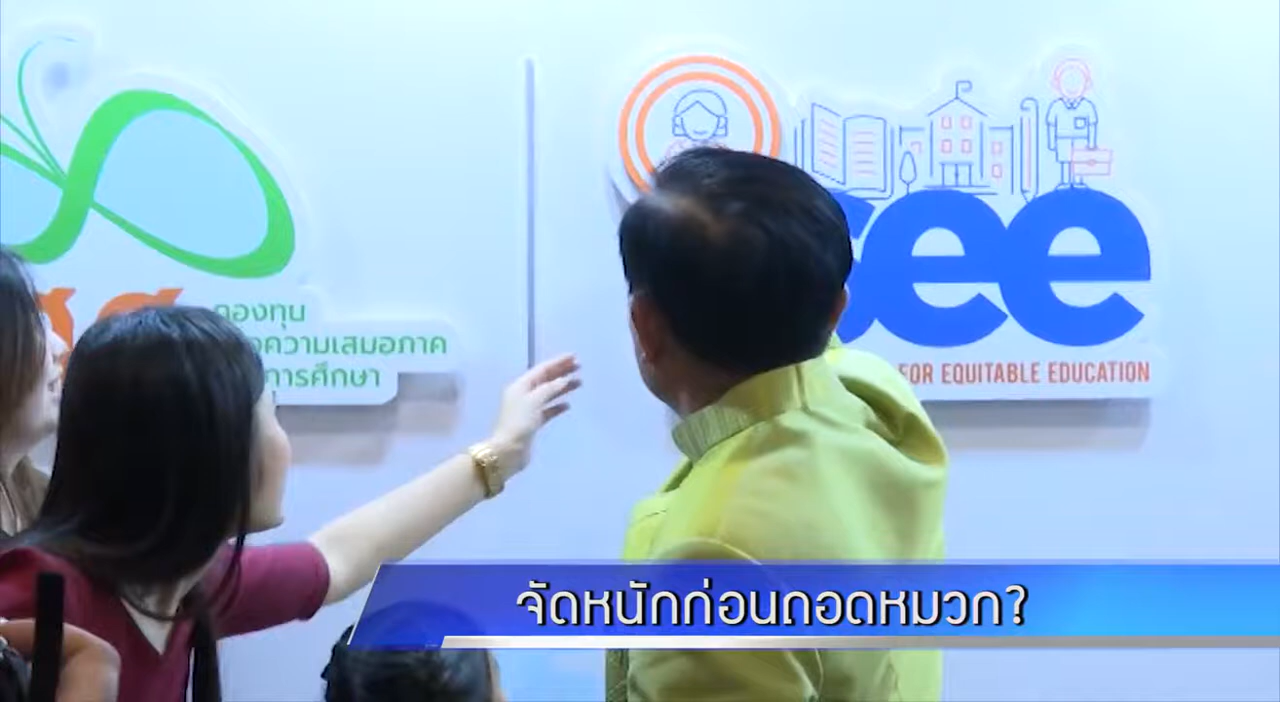 กองทุน
ความเสมอภาค
การศึกษา
see
FOR EQUITABLE EDUCATION
จัดหนักก่อนถอดหมวก?